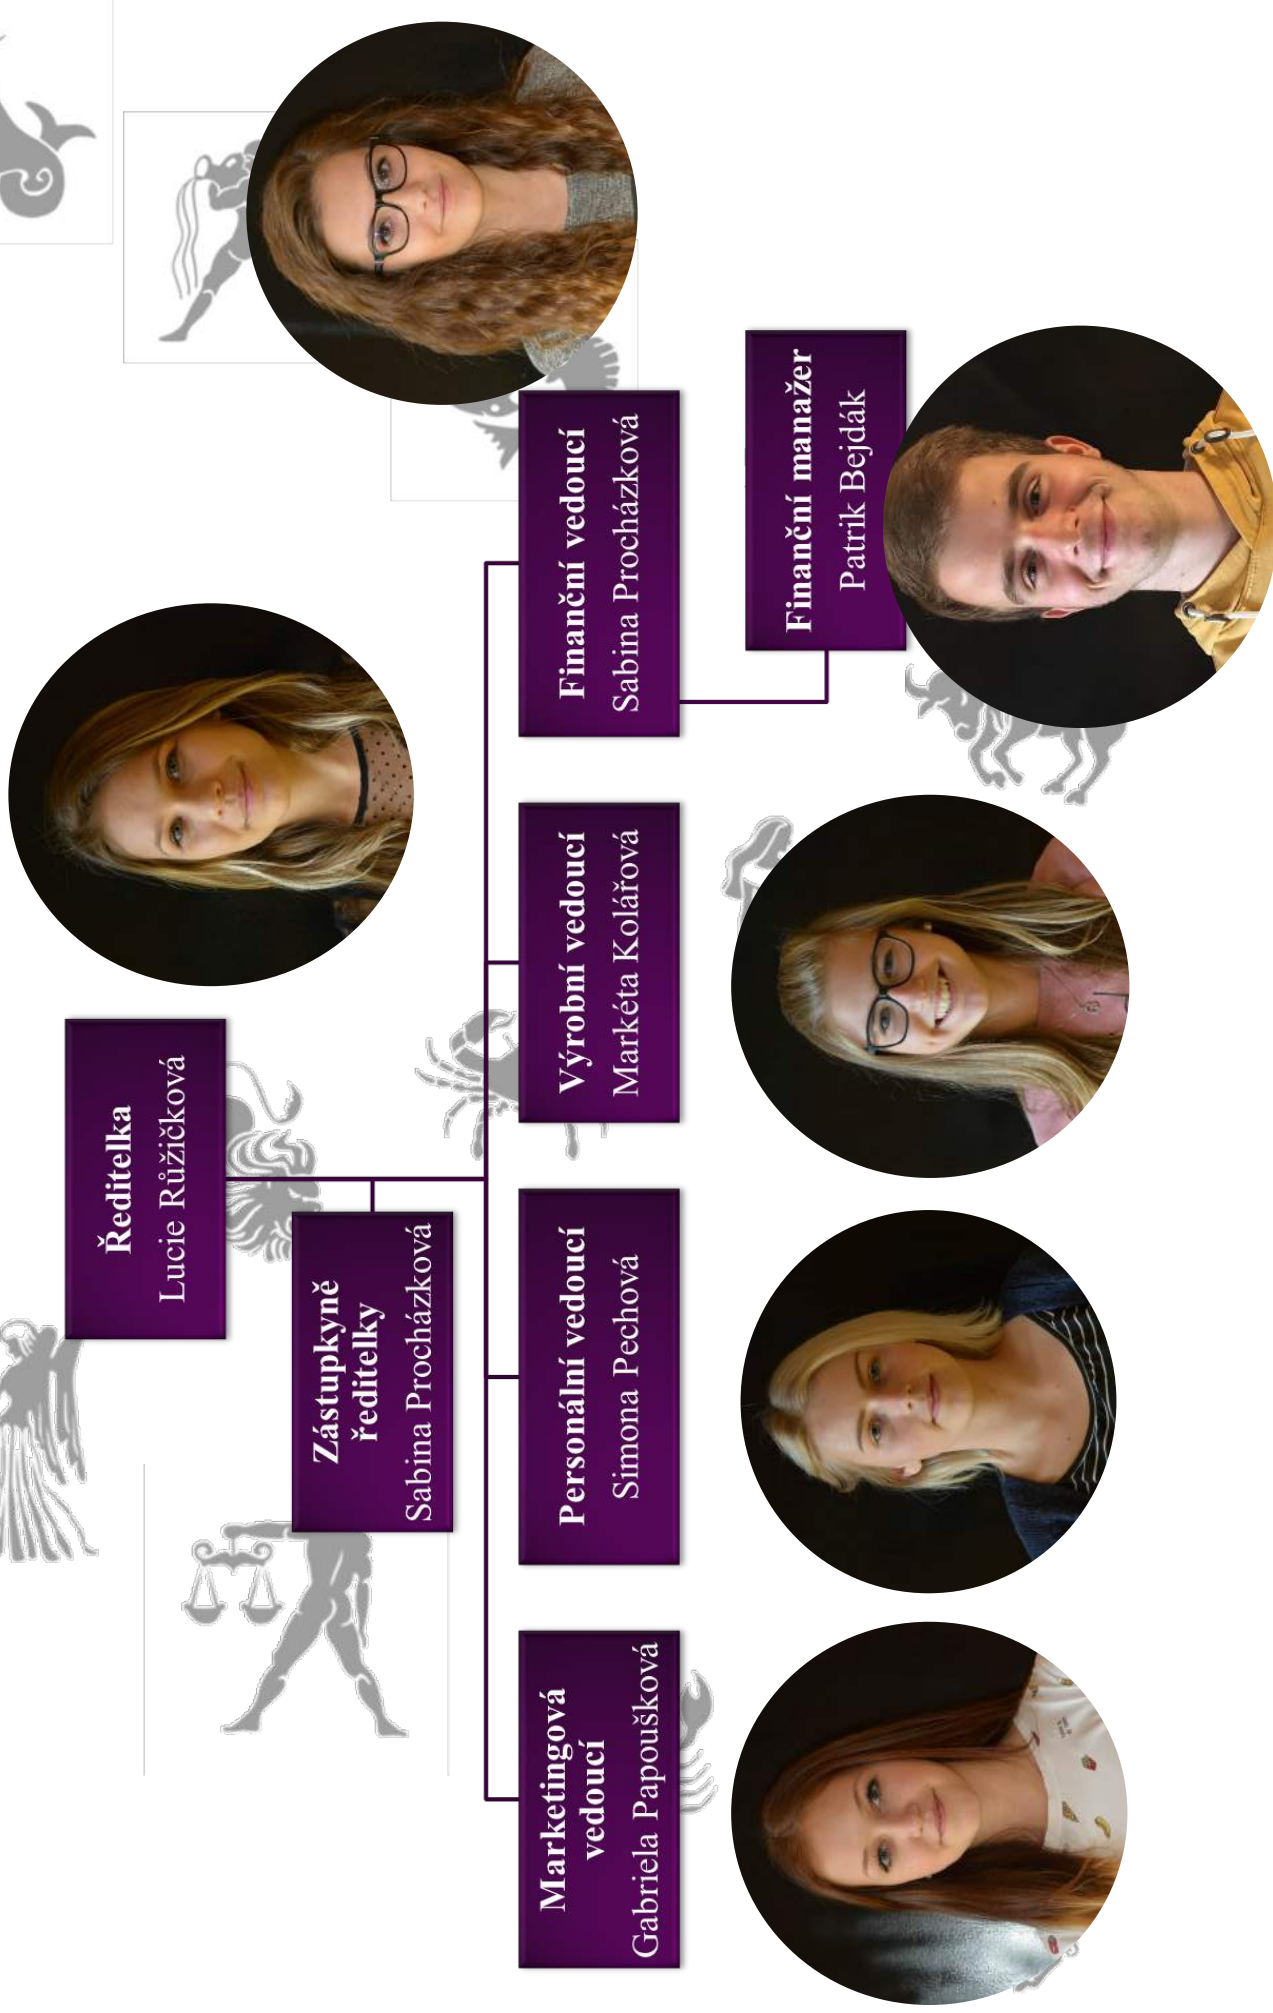 Ředitelka
Lucie Růžičková
Zástupkyně
ředitelky
Sabina Procházková
Marketingová
vedoucí
Gabriela Papoušková
Personální vedoucí
Simona Pechová
Výrobní vedoucí
Markéta Kolářová
Finanční vedoucí
Sabina Procházková
Finanční manažer
Patrik Bejdák